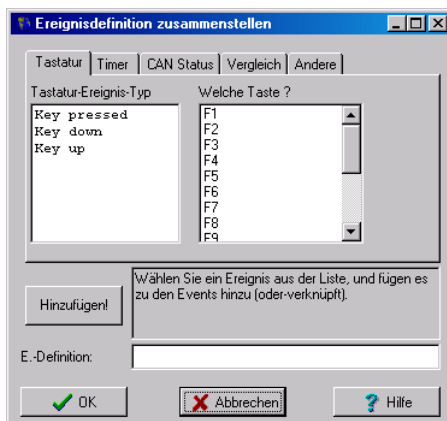 Ereignisdefinition zusammenstellen
Tastatur Timer CAN Status Vergleich Andere
Tastatur-Ereignis-Typ
Key pressed
Key down
Key up
Welche Taste ?
F1
F2
F3
F4
F5
F6
F7
F8
F9
Hinzufügen!
Wählen Sie ein Ereignis aus der Liste, und fügen es
zu den Events hinzu (oder-verknüpft).
E.-Definition:
OK Abbrechen Hilfe